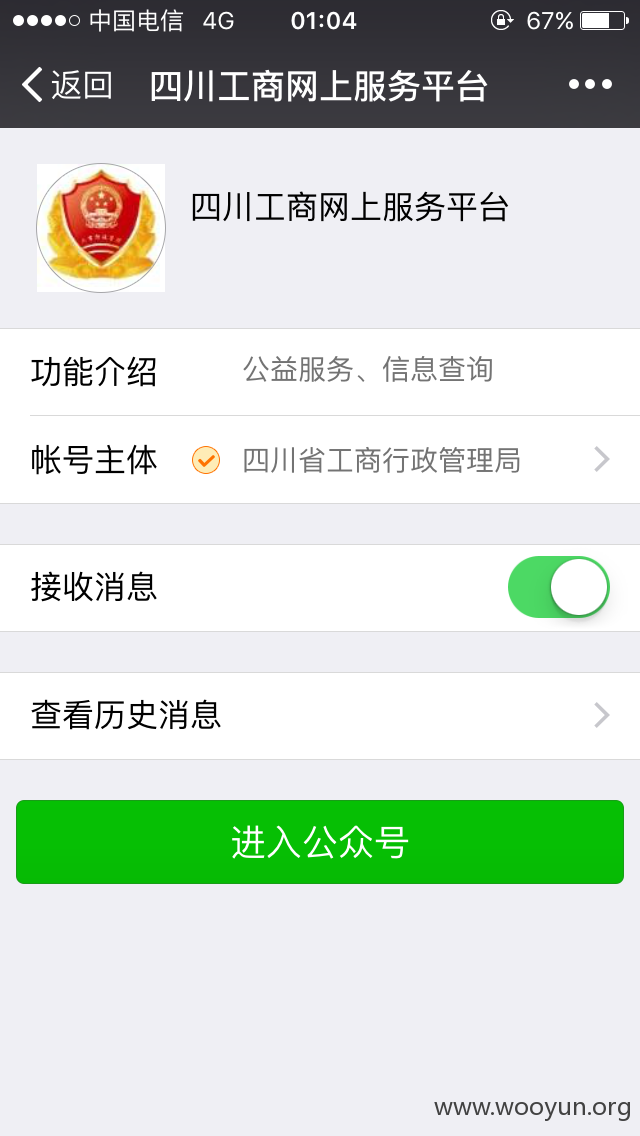 中国电信 4G 01:04 67%
返回 四川工商网上服务平台
四川工商网上服务平台
功能介绍 公益服务、信息查询
帐号主体 四川省工商行政管理局
接收消息
查看历史消息
进入公众号
www.wooyun.org